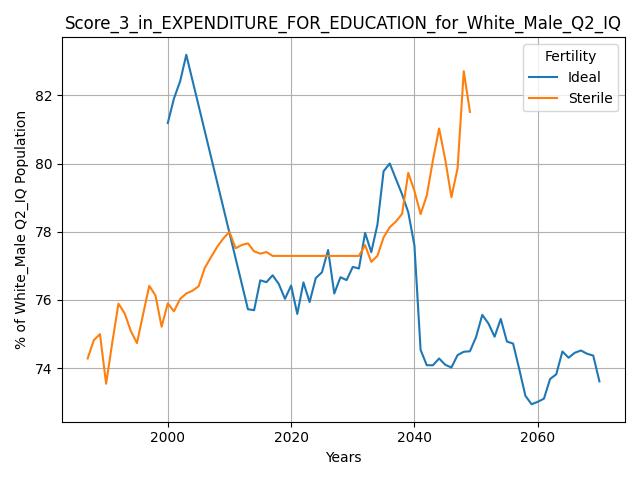 Score_3_in_EXPENDITURE_FOR_EDUCATION_for_White_Male_Q2_IQ
Fertility
Ideal
Sterile
% of White_Male Q2_IQ Population
82
80
78
76
74
2000
2020
2040
2060
Years